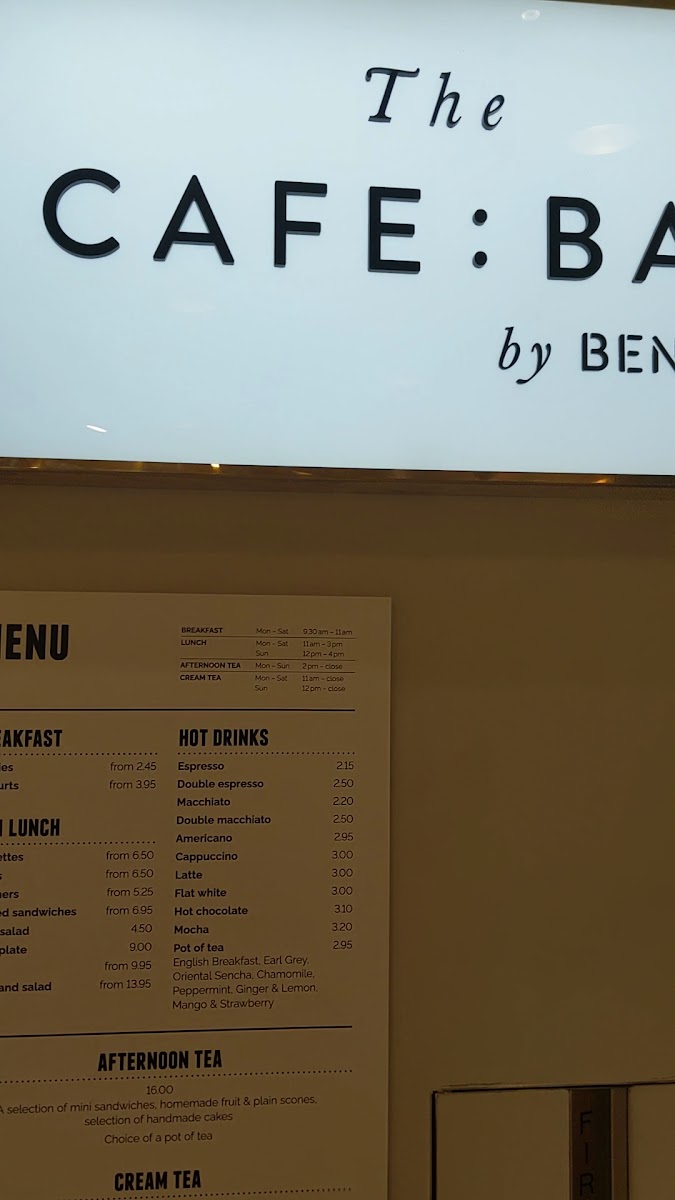 The
CAFE:BA
by BEN
MENU
BREAKFAST Mon - Sat 9.30am - 11am
LUNCH Mon - Sat 11am - 3pm
Sun 12pm - 4pm
AFTERNOON TEA Mon - Sun 2pm - close
CREAM TEA Mon - Sat 11am - close
Sun 12pm - close
EAKFAST
ies from 2.45
urts from 3.95
LUNCH
ettes from 6.50
s from 6.50
ners from 5.25
ed sandwiches from 6.95
salad 4.50
plate 9.00
from 9.95
and salad from 13.95
HOT DRINKS
Espresso 2.15
Double espresso 2.50
Macchiato 2.20
Double macchiato 2.50
Americano 2.95
Cappuccino 3.00
Latte 3.00
Flat white 3.00
Hot chocolate 3.10
Mocha 3.20
Pot of tea 2.95
English Breakfast, Earl Grey,
Oriental Sencha, Chamomile,
Peppermint, Ginger & Lemon,
Mango & Strawberry
AFTERNOON TEA
16.00
A selection of mini sandwiches, homemade fruit & plain scones,
selection of handmade cakes
Choice of a pot of tea
CREAM TEA
FIR